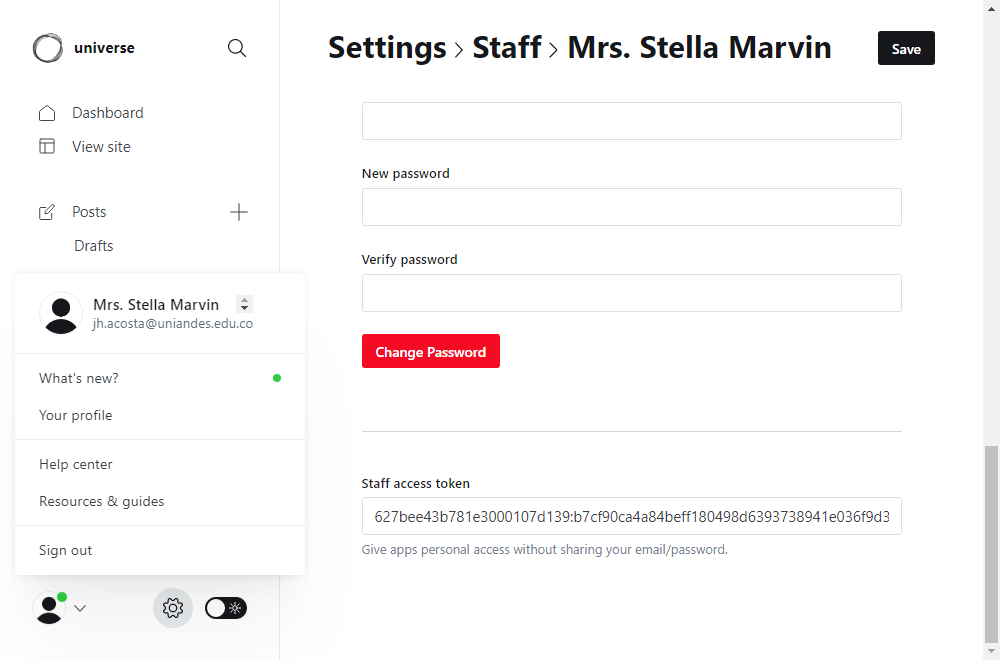 universe
Dashboard
View site
Posts
Drafts
Mrs. Stella Marvin
jh.acosta@uniandes.edu.co
What's new?
Your profile
Help center
Resources & guides
Sign out
Settings > Staff > Mrs. Stella Marvin
Save
New password
Verify password
Change Password
Staff access token
627bee43b781e3000107d139:b7cf90ca4a84beff180498d6393738941e036f9d3
Give apps personal access without sharing your email/password.